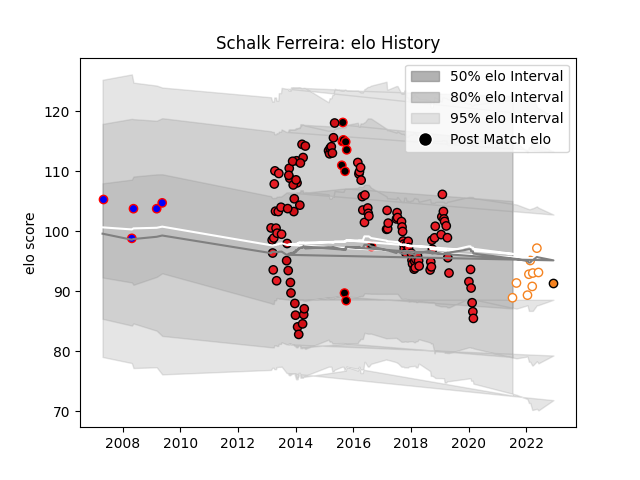 Schalk Ferreira: elo History
50% elo Interval
80% elo Interval
95% elo Interval
Post Match elo
elo score
120
110
100
90
80
70
2008 2010 2012 2014 2016 2018 2020 2022